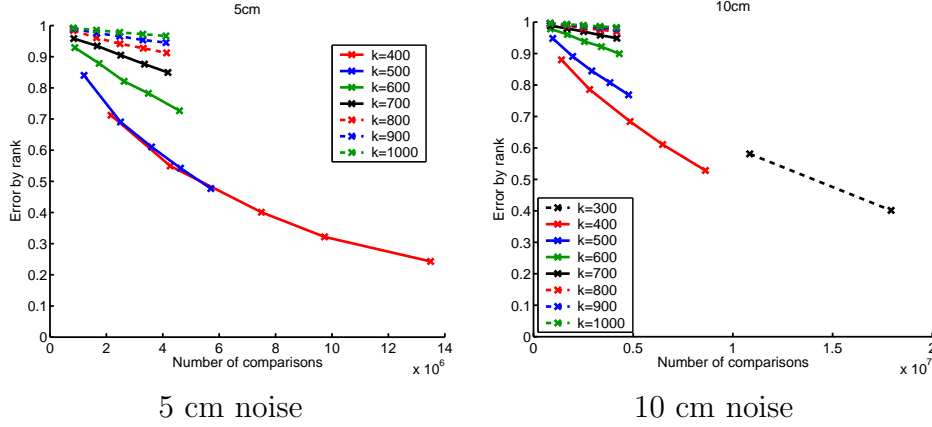 5cm
Error by rank
1
0.9
0.8
0.7
0.6
0.5
0.4
0.3
0.2
0.1
0
k=400
k=500
k=600
k=700
k=800
k=900
k=1000
0 2 4 6 8 10 12 14
Number of comparisons
x 10^6
5 cm noise
10cm
Error by rank
1
0.9
0.8
0.7
0.6
0.5
0.4
0.3
0.2
0.1
0
k=300
k=400
k=500
k=600
k=700
k=800
k=900
k=1000
0 0.5 1 1.5 2
Number of comparisons
x 10^7
10 cm noise